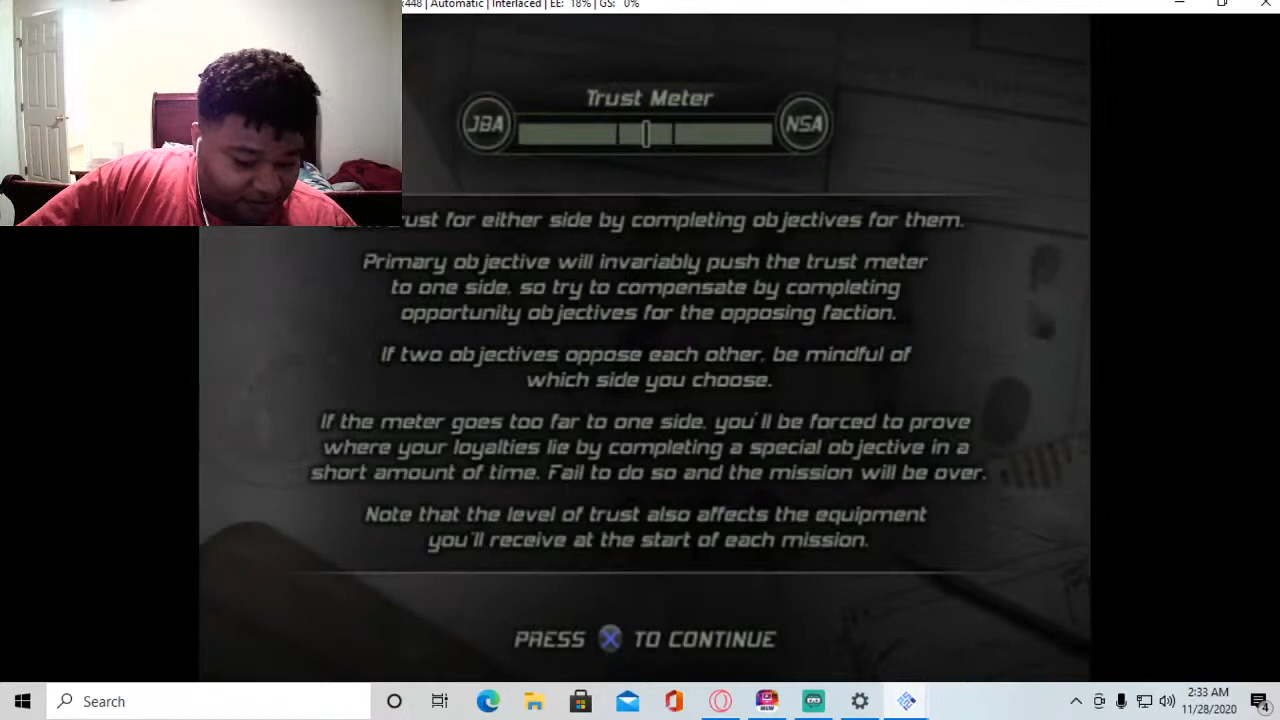 x448 | Automatic | Interlaced | EE: 18% | GS: 0%
Trust Meter
JBA
NSA
rust for either side by completing objectives for them.
Primary objective will invariably push the trust meter
to one side, so try to compensate by completing
opportunity objectives for the opposing faction.
If two objectives oppose each other, be mindful of
which side you choose.
If the meter goes too far to one side, you'll be forced to prove
where your loyalties lie by completing a special objective in a
short amount of time. Fail to do so and the mission will be over.
Note that the level of trust also affects the equipment
you'll receive at the start of each mission.
PRESS X TO CONTINUE
Search
2:33 AM
11/28/2020
4